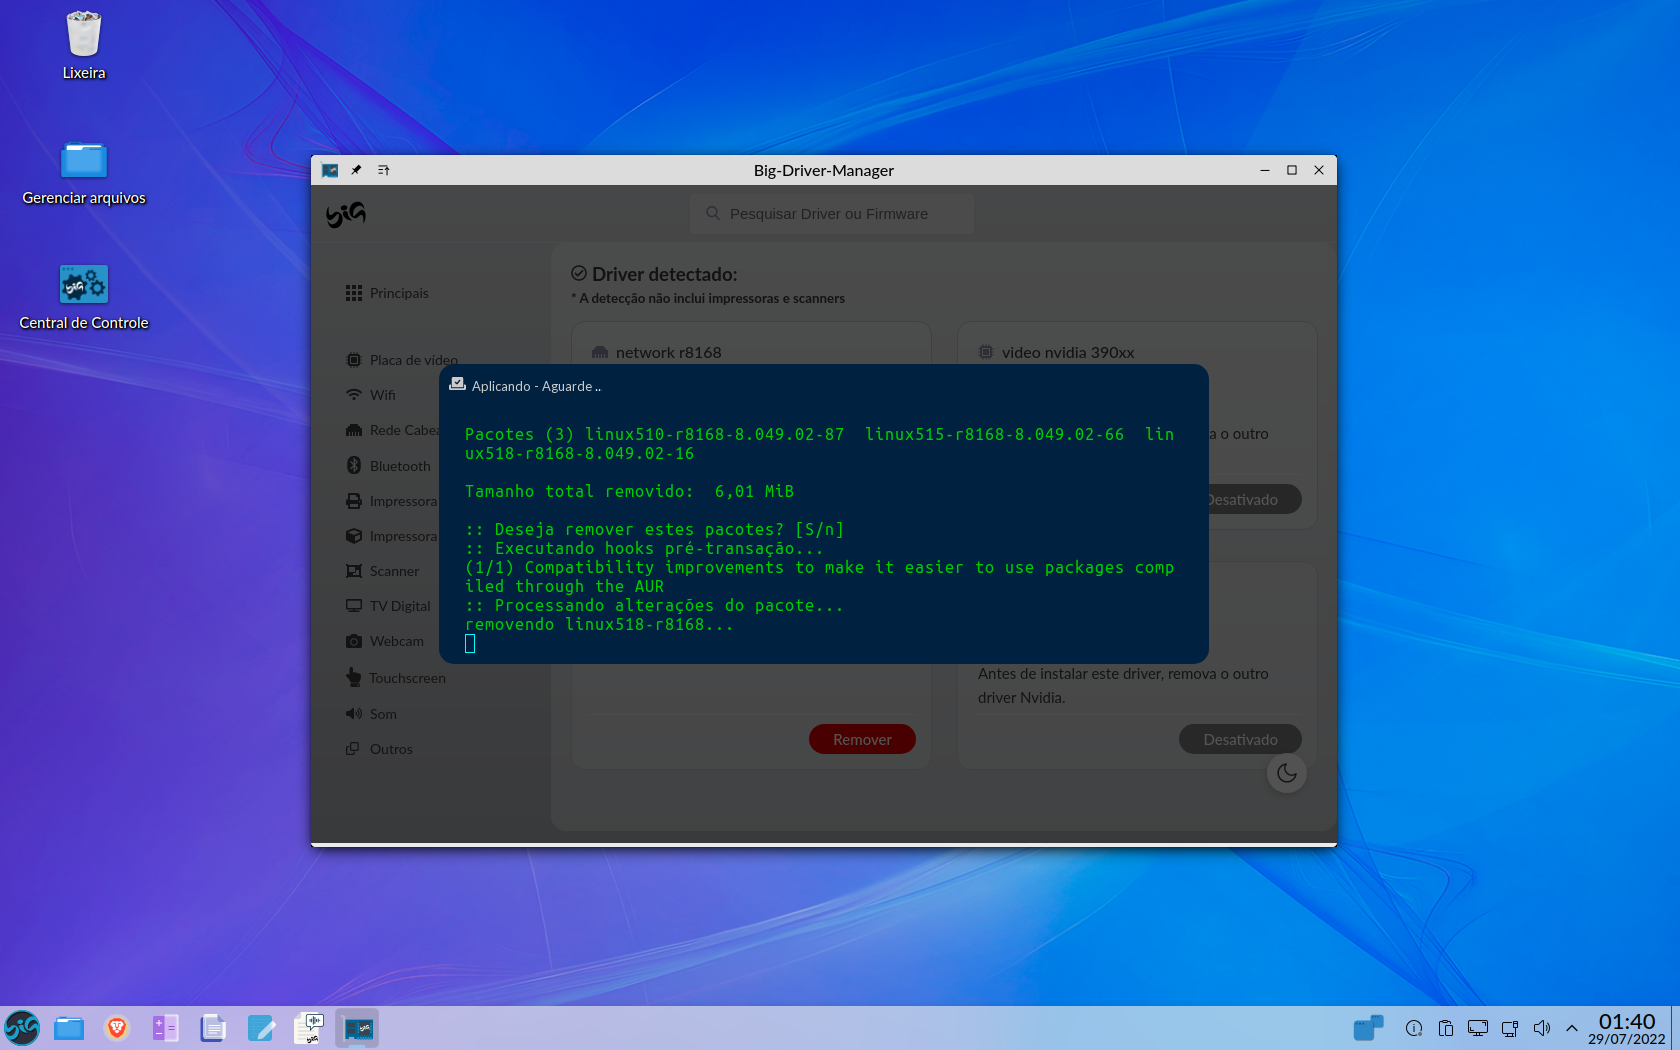 Lixeira
Gerenciar arquivos
Central de Controle
Big-Driver-Manager
big
Pesquisar Driver ou Firmware
Principais
Placa de vídeo
Wifi
Rede Cabea
Bluetooth
Impressora
Impressora
Scanner
TV Digital
Webcam
Touchscreen
Som
Outros
Driver detectado:
* A detecção não inclui impressoras e scanners
network r8168
video nvidia 390xx
a o outro
Desativado
Aplicando - Aguarde ..
Pacotes (3) linux510-r8168-8.049.02-87  linux515-r8168-8.049.02-66  lin
ux518-r8168-8.049.02-16
Tamanho total removido:  6,01 MiB
:: Deseja remover estes pacotes? [S/n]
:: Executando hooks pré-transação...
(1/1) Compatibility improvements to make it easier to use packages comp
iled through the AUR
:: Processando alterações do pacote...
removendo linux518-r8168...
Remover
Antes de instalar este driver, remova o outro
driver Nvidia.
Desativado
01:40
29/07/2022